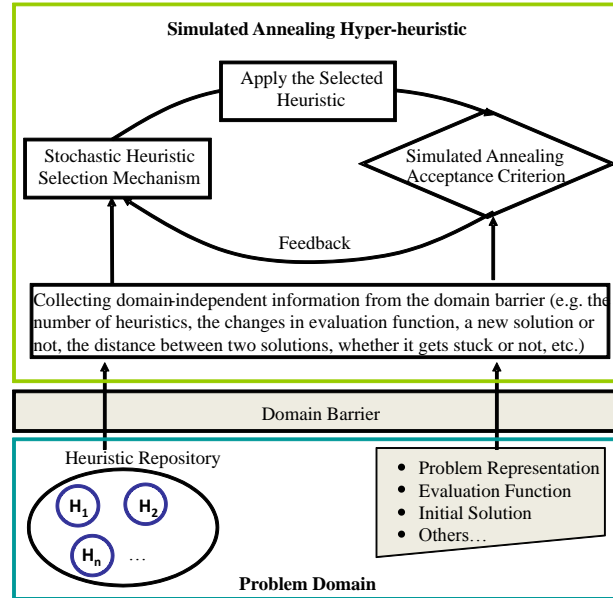 Simulated Annealing Hyper-heuristic
Apply the Selected
Heuristic
Stochastic Heuristic
Selection Mechanism
Simulated Annealing
Acceptance Criterion
Feedback
Collecting domain-independent information from the domain barrier (e.g. the
number of heuristics, the changes in evaluation function, a new solution or
not, the distance between two solutions, whether it gets stuck or not, etc.)
Domain Barrier
Heuristic Repository
H1 H2
Hn ...
• Problem Representation
• Evaluation Function
• Initial Solution
• Others…
Problem Domain